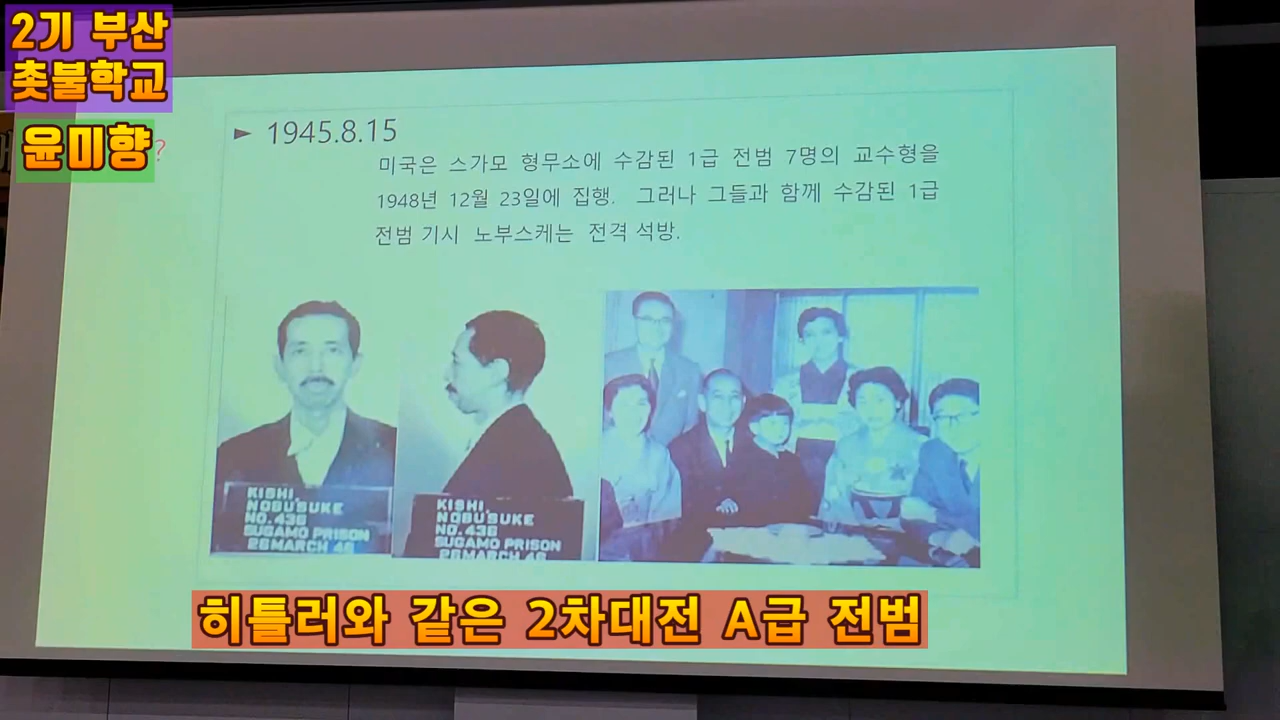 2기 부산
촛불학교
윤미향?
► 1945.8.15
미국은 스가모 형무소에 수감된 1급 전범 7명의 교수형을
1948년 12월 23일에 집행. 그러나 그들과 함께 수감된 1급
전범 기시 노부스케는 전격 석방.
KISHI,
NOBUSUKE
NO. 436
SUGAMO PRISON
26 MARCH 46
KISHI,
NOBUSUKE
NO. 436
SUGAMO PRISON
26 MARCH 46
히틀러와 같은 2차대전 A급 전범